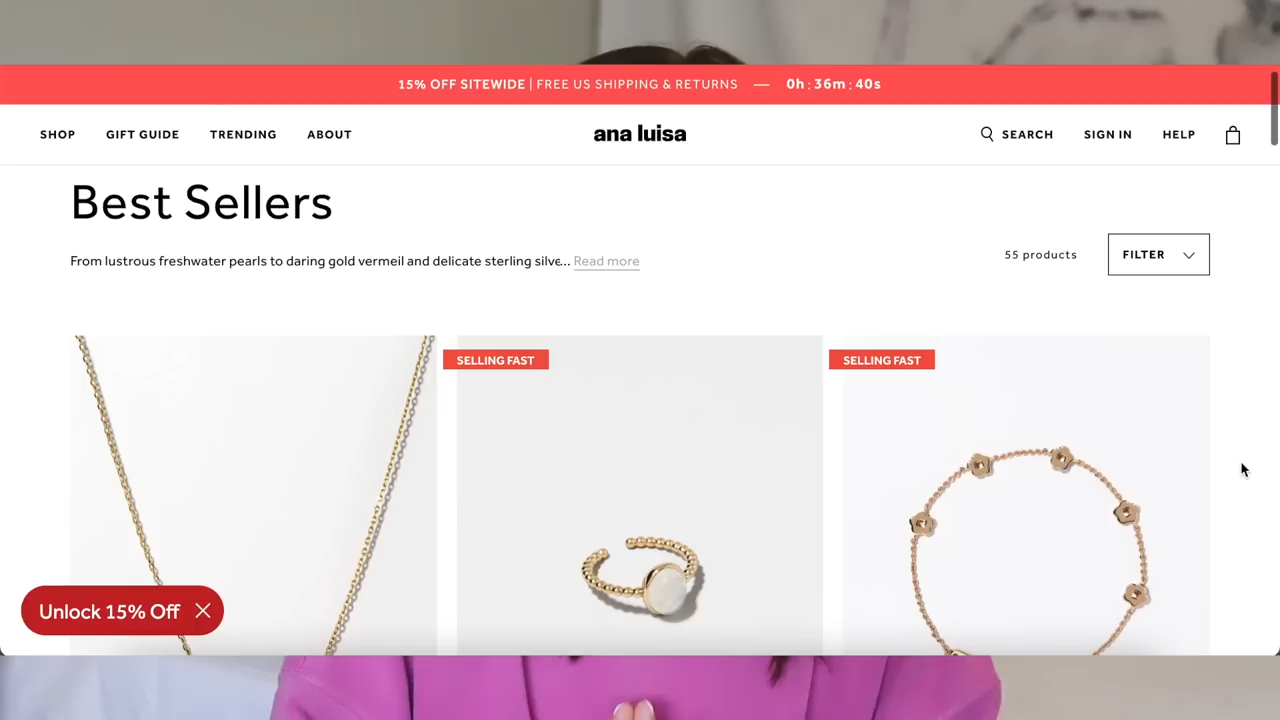 15% OFF SITEWIDE | FREE US SHIPPING & RETURNS — 0h : 36m : 40s
SHOP GIFT GUIDE TRENDING ABOUT ana luisa SEARCH SIGN IN HELP
Best Sellers
From lustrous freshwater pearls to daring gold vermeil and delicate sterling silve... Read more
55 products FILTER
SELLING FAST SELLING FAST
Unlock 15% Off